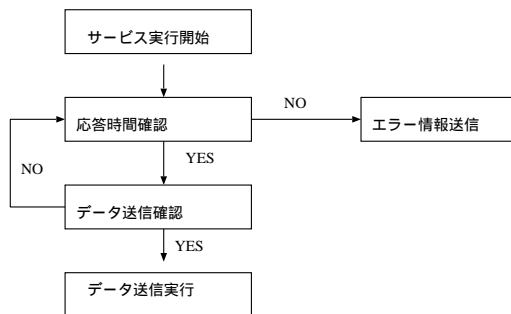 サービス実行開始
応答時間確認
NO
エラー情報送信
YES
NO
データ送信確認
YES
データ送信実行